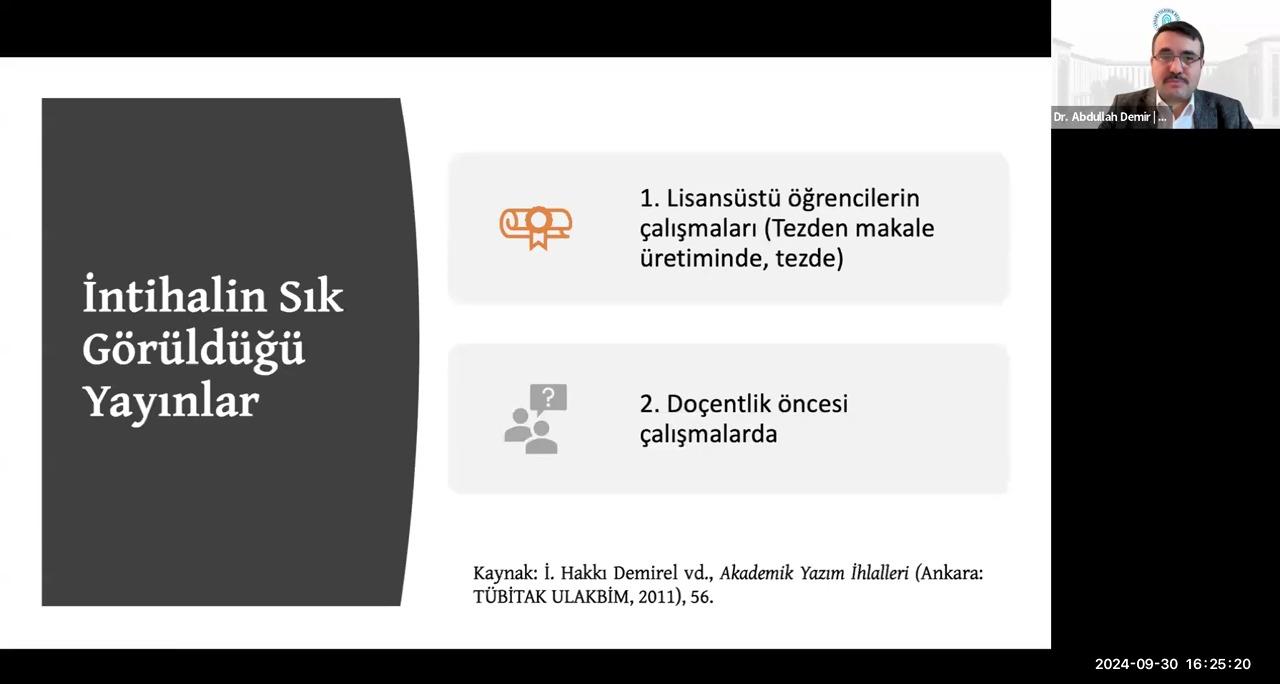 İntihalin Sık
Görüldüğü
Yayınlar
1. Lisansüstü öğrencilerin
çalışmaları (Tezden makale
üretiminde, tezde)
?
2. Doçentlik öncesi
çalışmalarda
Kaynak: İ. Hakkı Demirel vd., Akademik Yazım İhlalleri (Ankara:
TÜBİTAK ULAKBİM, 2011), 56.
Dr. Abdullah Demir | ...
2024-09-30 16:25:20